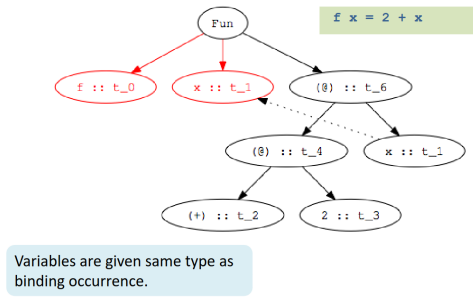 f x = 2 + x
Fun
f :: t_0
x :: t_1
(@) :: t_6
(@) :: t_4
x :: t_1
(+) :: t_2
2 :: t_3
Variables are given same type as
binding occurrence.